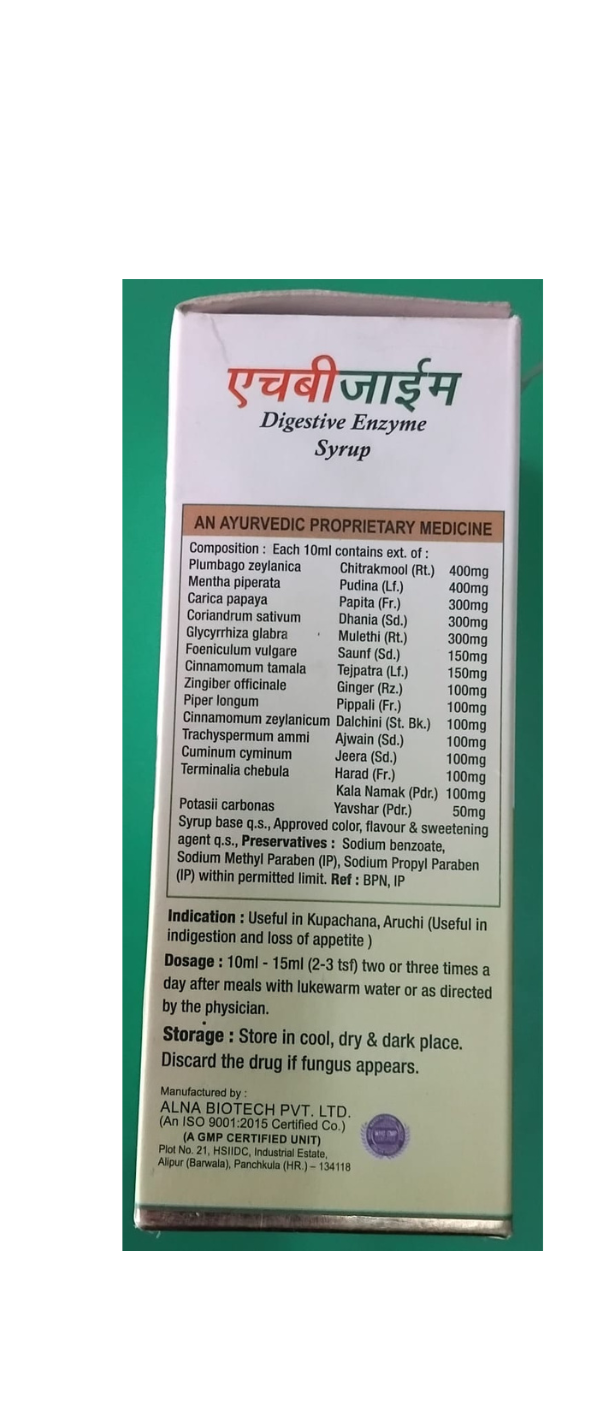 एचबीजाईम
Digestive Enzyme
Syrup
AN AYURVEDIC PROPRIETARY MEDICINE
Composition : Each 10ml contains ext. of :
Plumbago zeylanica Chitrakmool (Rt.) 400mg
Mentha piperata Pudina (Lf.) 400mg
Carica papaya Papita (Fr.) 300mg
Coriandrum sativum Dhania (Sd.) 300mg
Glycyrrhiza glabra Mulethi (Rt.) 300mg
Foeniculum vulgare Saunf (Sd.) 150mg
Cinnamomum tamala Tejpatra (Lf.) 150mg
Zingiber officinale Ginger (Rz.) 100mg
Piper longum Pippali (Fr.) 100mg
Cinnamomum zeylanicum Dalchini (St. Bk.) 100mg
Trachyspermum ammi Ajwain (Sd.) 100mg
Cuminum cyminum Jeera (Sd.) 100mg
Terminalia chebula Harad (Fr.) 100mg
Kala Namak (Pdr.) 100mg
Potasii carbonas Yavshar (Pdr.) 50mg
Syrup base q.s., Approved color, flavour & sweetening
agent q.s., Preservatives : Sodium benzoate,
Sodium Methyl Paraben (IP), Sodium Propyl Paraben
(IP) within permitted limit. Ref : BPN, IP
Indication : Useful in Kupachana, Aruchi (Useful in
indigestion and loss of appetite )
Dosage : 10ml - 15ml (2-3 tsf) two or three times a
day after meals with lukewarm water or as directed
by the physician.
Storage : Store in cool, dry & dark place.
Discard the drug if fungus appears.
Manufactured by :
ALNA BIOTECH PVT. LTD.
(An ISO 9001:2015 Certified Co.)
(A GMP CERTIFIED UNIT)
Plot No. 21, HSIIDC, Industrial Estate,
Alipur (Barwala), Panchkula (HR.) – 134118